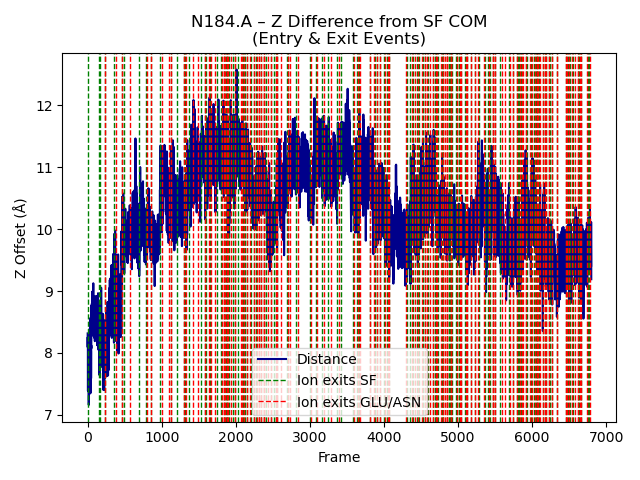 N184.A – Z Difference from SF COM
(Entry & Exit Events)
Z Offset (Å)
12
11
10
9
8
7
Distance
Ion exits SF
Ion exits GLU/ASN
0
1000
2000
3000
4000
5000
6000
7000
Frame